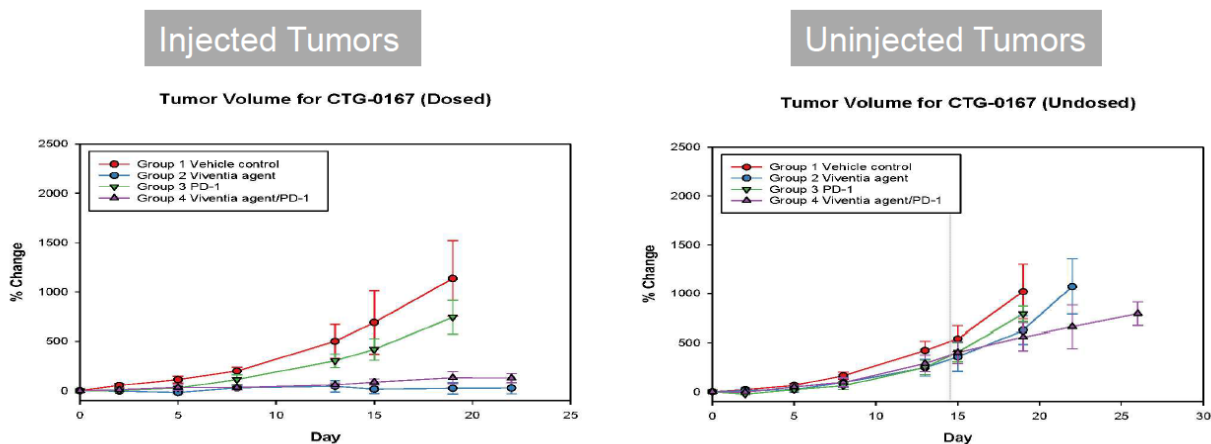 Injected Tumors
Tumor Volume for CTG-0167 (Dosed)
2500
2000
1500
1000
500
0
% Change
Group 1 Vehicle control
Group 2 Viventia agent
Group 3 PD-1
Group 4 Viventia agent/PD-1
0 5 10 15 20 25
Day
Uninjected Tumors
Tumor Volume for CTG-0167 (Undosed)
2500
2000
1500
1000
500
0
% Change
Group 1 Vehicle control
Group 2 Viventia agent
Group 3 PD-1
Group 4 Viventia agent/PD-1
0 5 10 15 20 25 30
Day